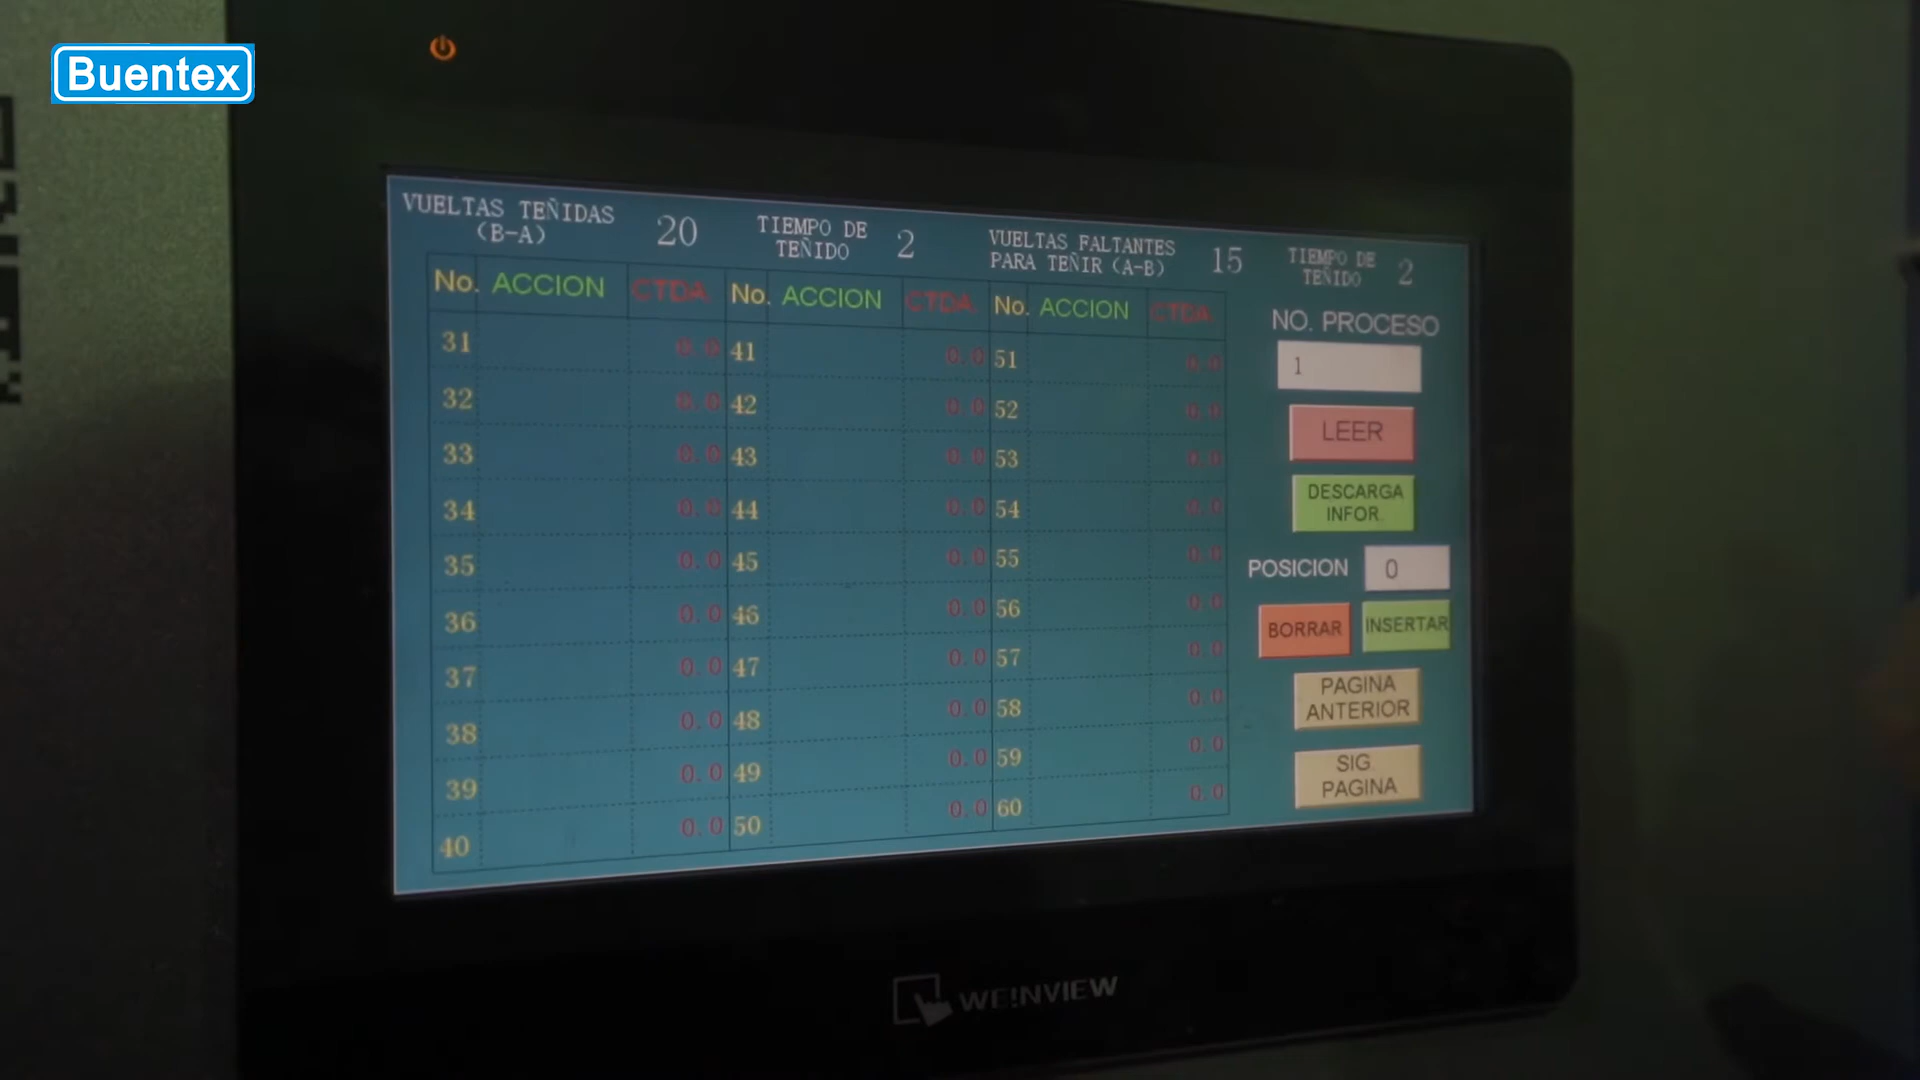 Buentex
VUELTAS TEÑIDAS
(B-A)
20
TIEMPO DE
TEÑIDO
2
VUELTAS FALTANTES
PARA TEÑIR (A-B)
15
TIEMPO DE
TEÑIDO
2
No. ACCION CTDA. No. ACCION CTDA. No. ACCION CTDA.
31 0.0 41 0.0 51 0.0
32 0.0 42 0.0 52 0.0
33 0.0 43 0.0 53 0.0
34 0.0 44 0.0 54 0.0
35 0.0 45 0.0 55 0.0
36 0.0 46 0.0 56 0.0
37 0.0 47 0.0 57 0.0
38 0.0 48 0.0 58 0.0
39 0.0 49 0.0 59 0.0
40 0.0 50 0.0 60 0.0
NO. PROCESO
1
LEER
DESCARGA
INFOR.
POSICION 0
BORRAR INSERTAR
PAGINA
ANTERIOR
SIG.
PAGINA
WEINVIEW